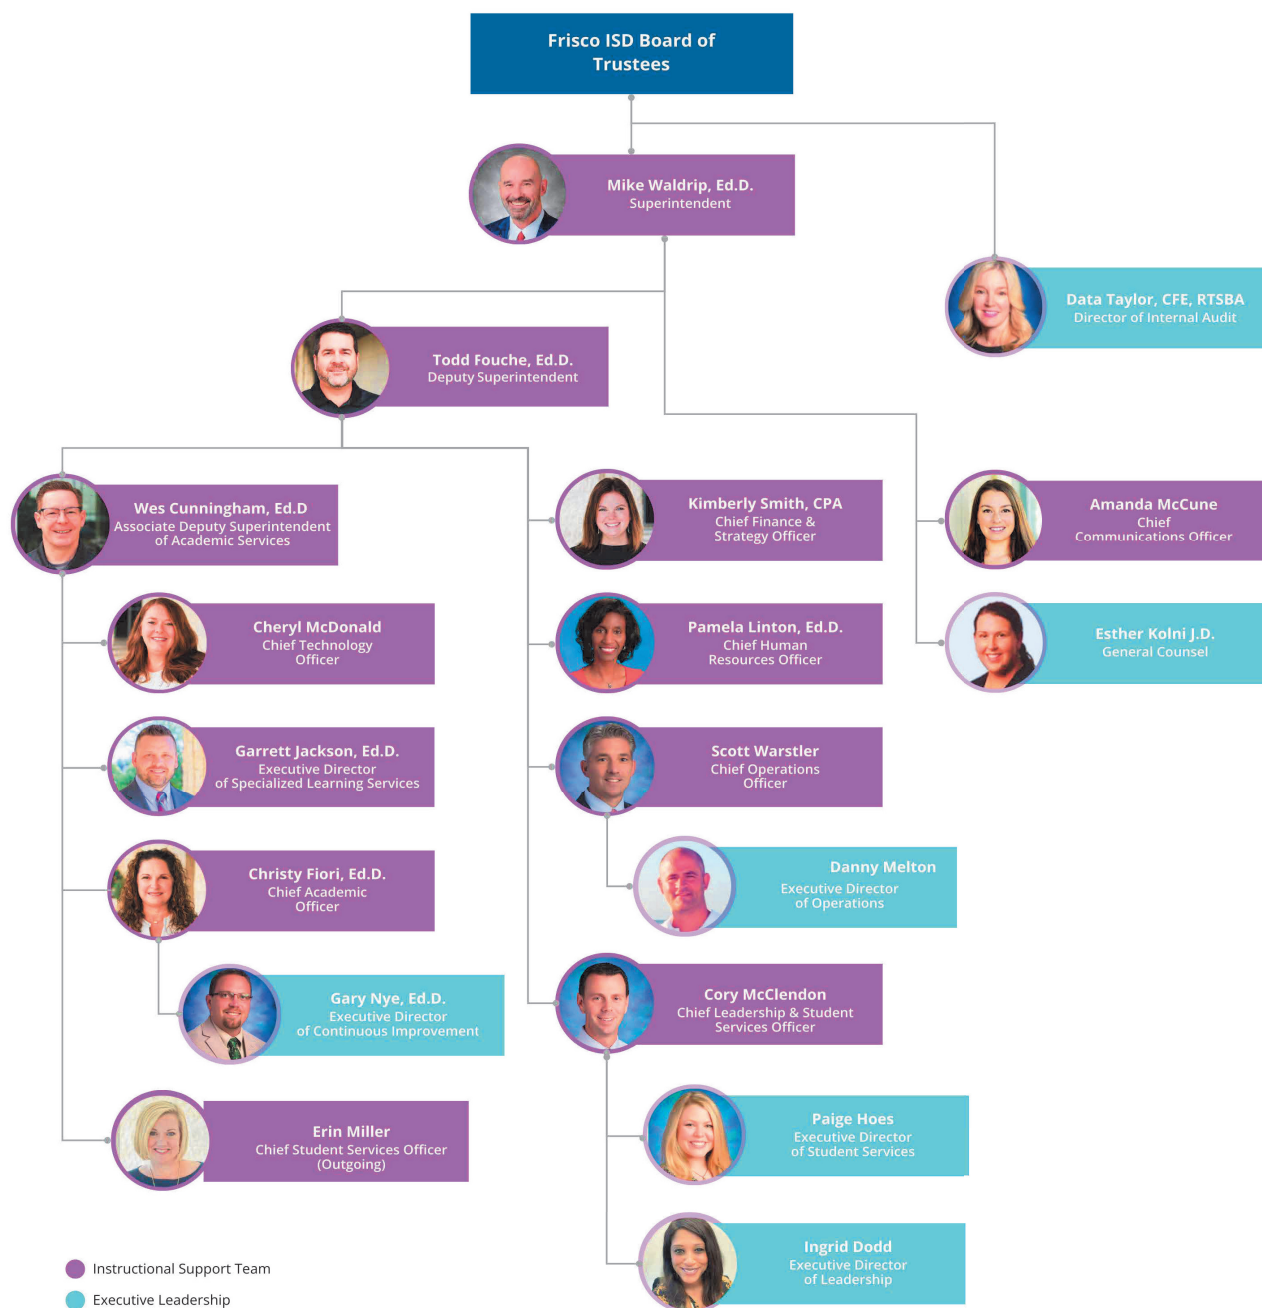 Frisco ISD Board of
Trustees
Mike Waldrip, Ed.D.
Superintendent
Data Taylor, CFE, RTSBA
Director of Internal Audit
Todd Fouche, Ed.D.
Deputy Superintendent
Wes Cunningham, Ed.D
Associate Deputy Superintendent
of Academic Services
Kimberly Smith, CPA
Chief Finance &
Strategy Officer
Amanda McCune
Chief
Communications Officer
Cheryl McDonald
Chief Technology
Officer
Pamela Linton, Ed.D.
Chief Human
Resources Officer
Esther Kolni J.D.
General Counsel
Garrett Jackson, Ed.D.
Executive Director
of Specialized Learning Services
Scott Warstler
Chief Operations
Officer
Christy Fiori, Ed.D.
Chief Academic
Officer
Danny Melton
Executive Director
of Operations
Gary Nye, Ed.D.
Executive Director
of Continuous Improvement
Cory McClendon
Chief Leadership & Student
Services Officer
Erin Miller
Chief Student Services Officer
(Outgoing)
Paige Hoes
Executive Director
of Student Services
Ingrid Dodd
Executive Director
of Leadership
Instructional Support Team
Executive Leadership